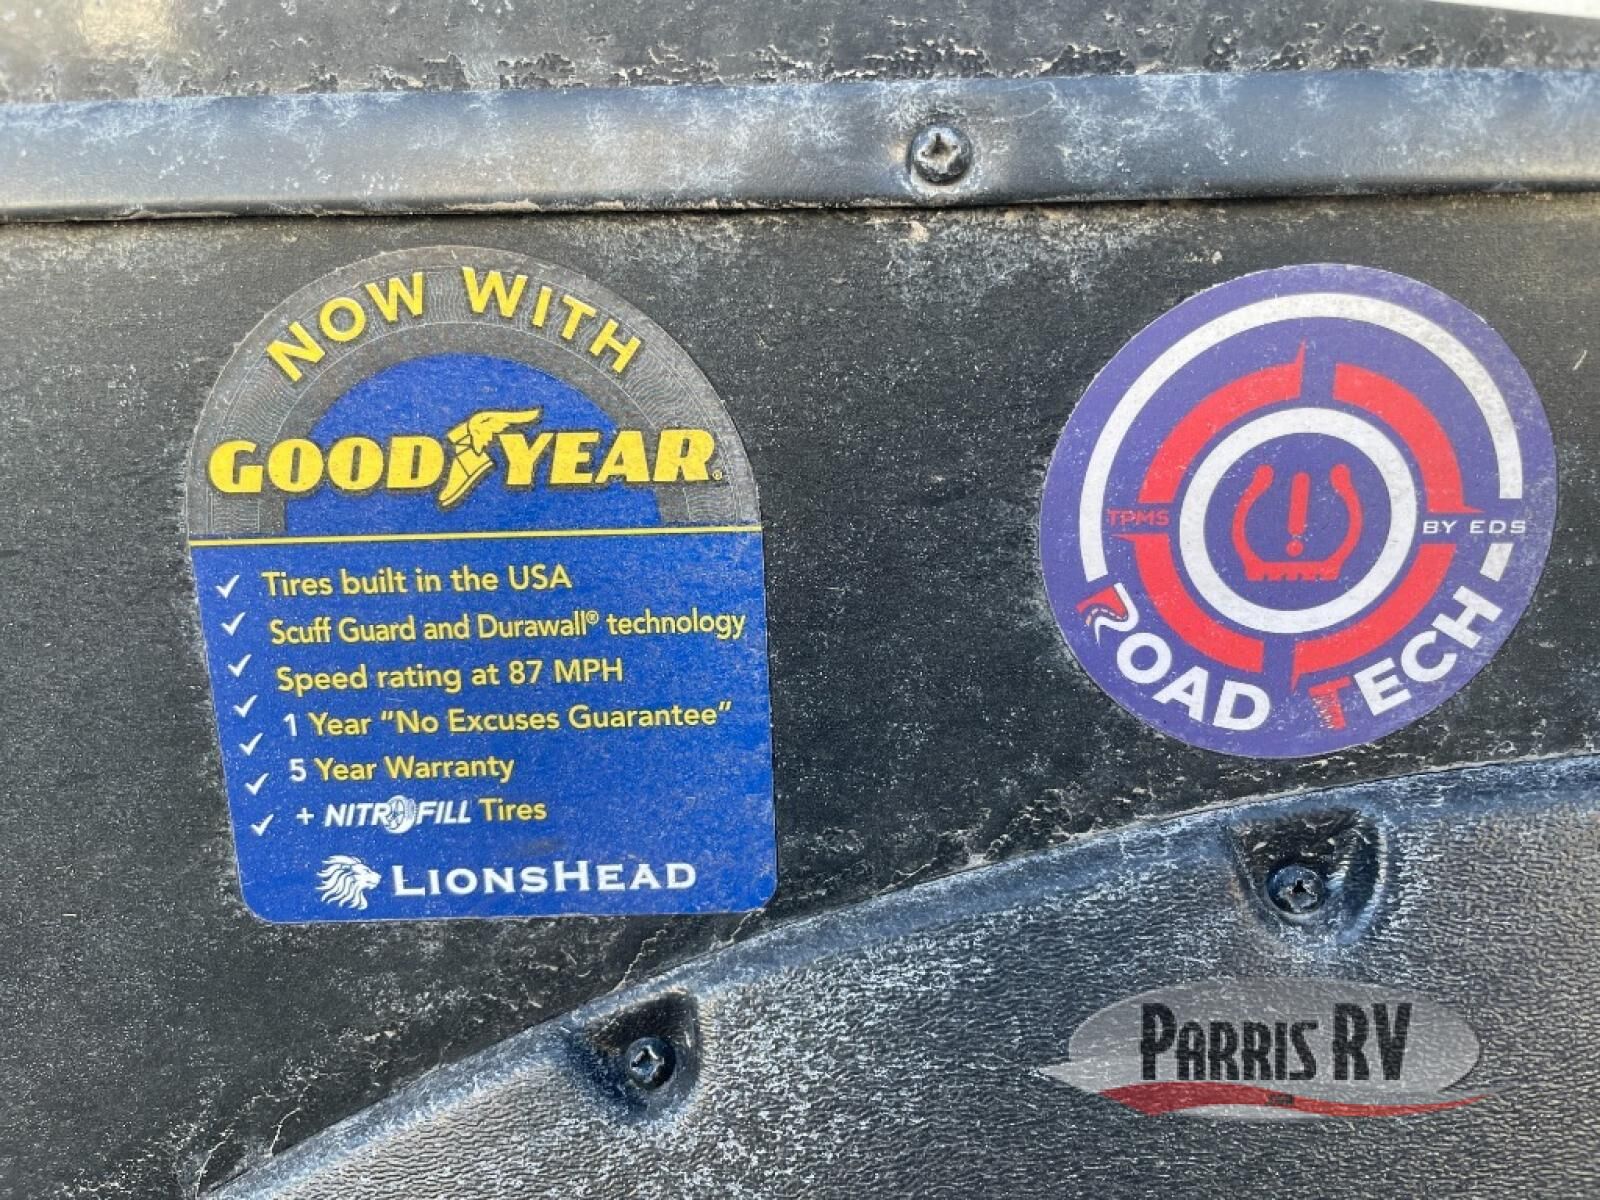 NOW WITH
GOODYEAR
✓ Tires built in the USA
✓ Scuff Guard and Durawall® technology
✓ Speed rating at 87 MPH
✓ 1 Year “No Excuses Guarantee”
✓ 5 Year Warranty
✓ + NITROFILL Tires
✓
LIONSHEAD
TPMS BY EDS
ROAD TECH
PARRIS RV